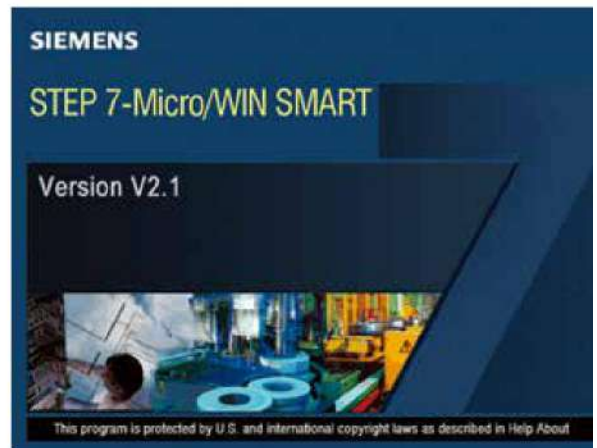 SIEMENS
STEP 7-Micro/WIN SMART
Version V2.1
This program is protected by U.S. and international copyright laws as described in Help About